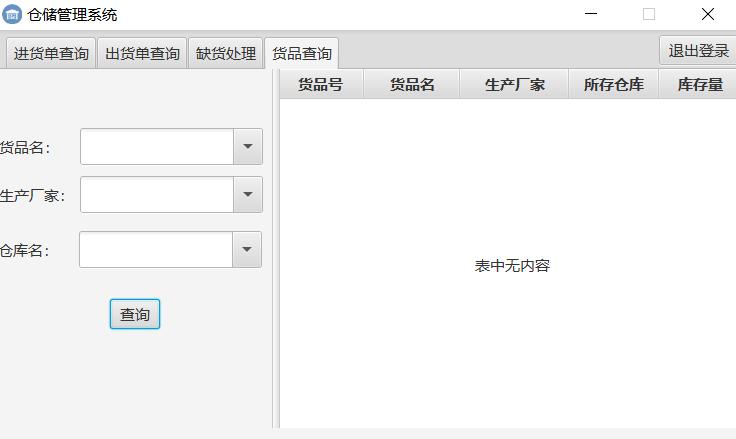 仓储管理系统
进货单查询 出货单查询 缺货处理 货品查询 退出登录
货品号 货品名 生产厂家 所存仓库 库存量
货品名:
生产厂家:
仓库名:
查询
表中无内容